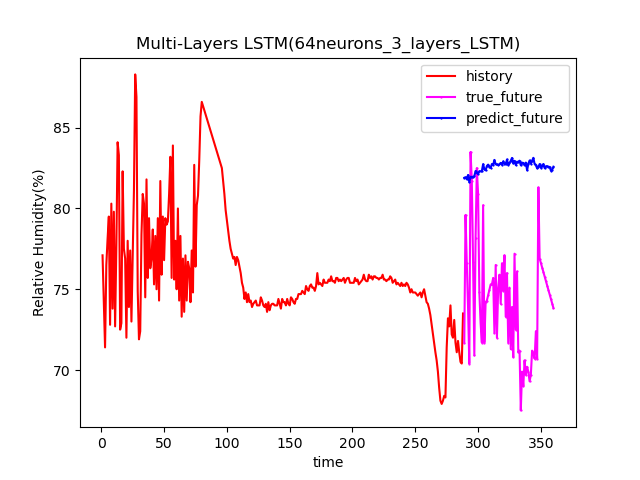 Multi-Layers LSTM(64neurons_3_layers_LSTM)
history
true_future
predict_future
Relative Humidity(%)
85
80
75
70
0 50 100 150 200 250 300 350
time